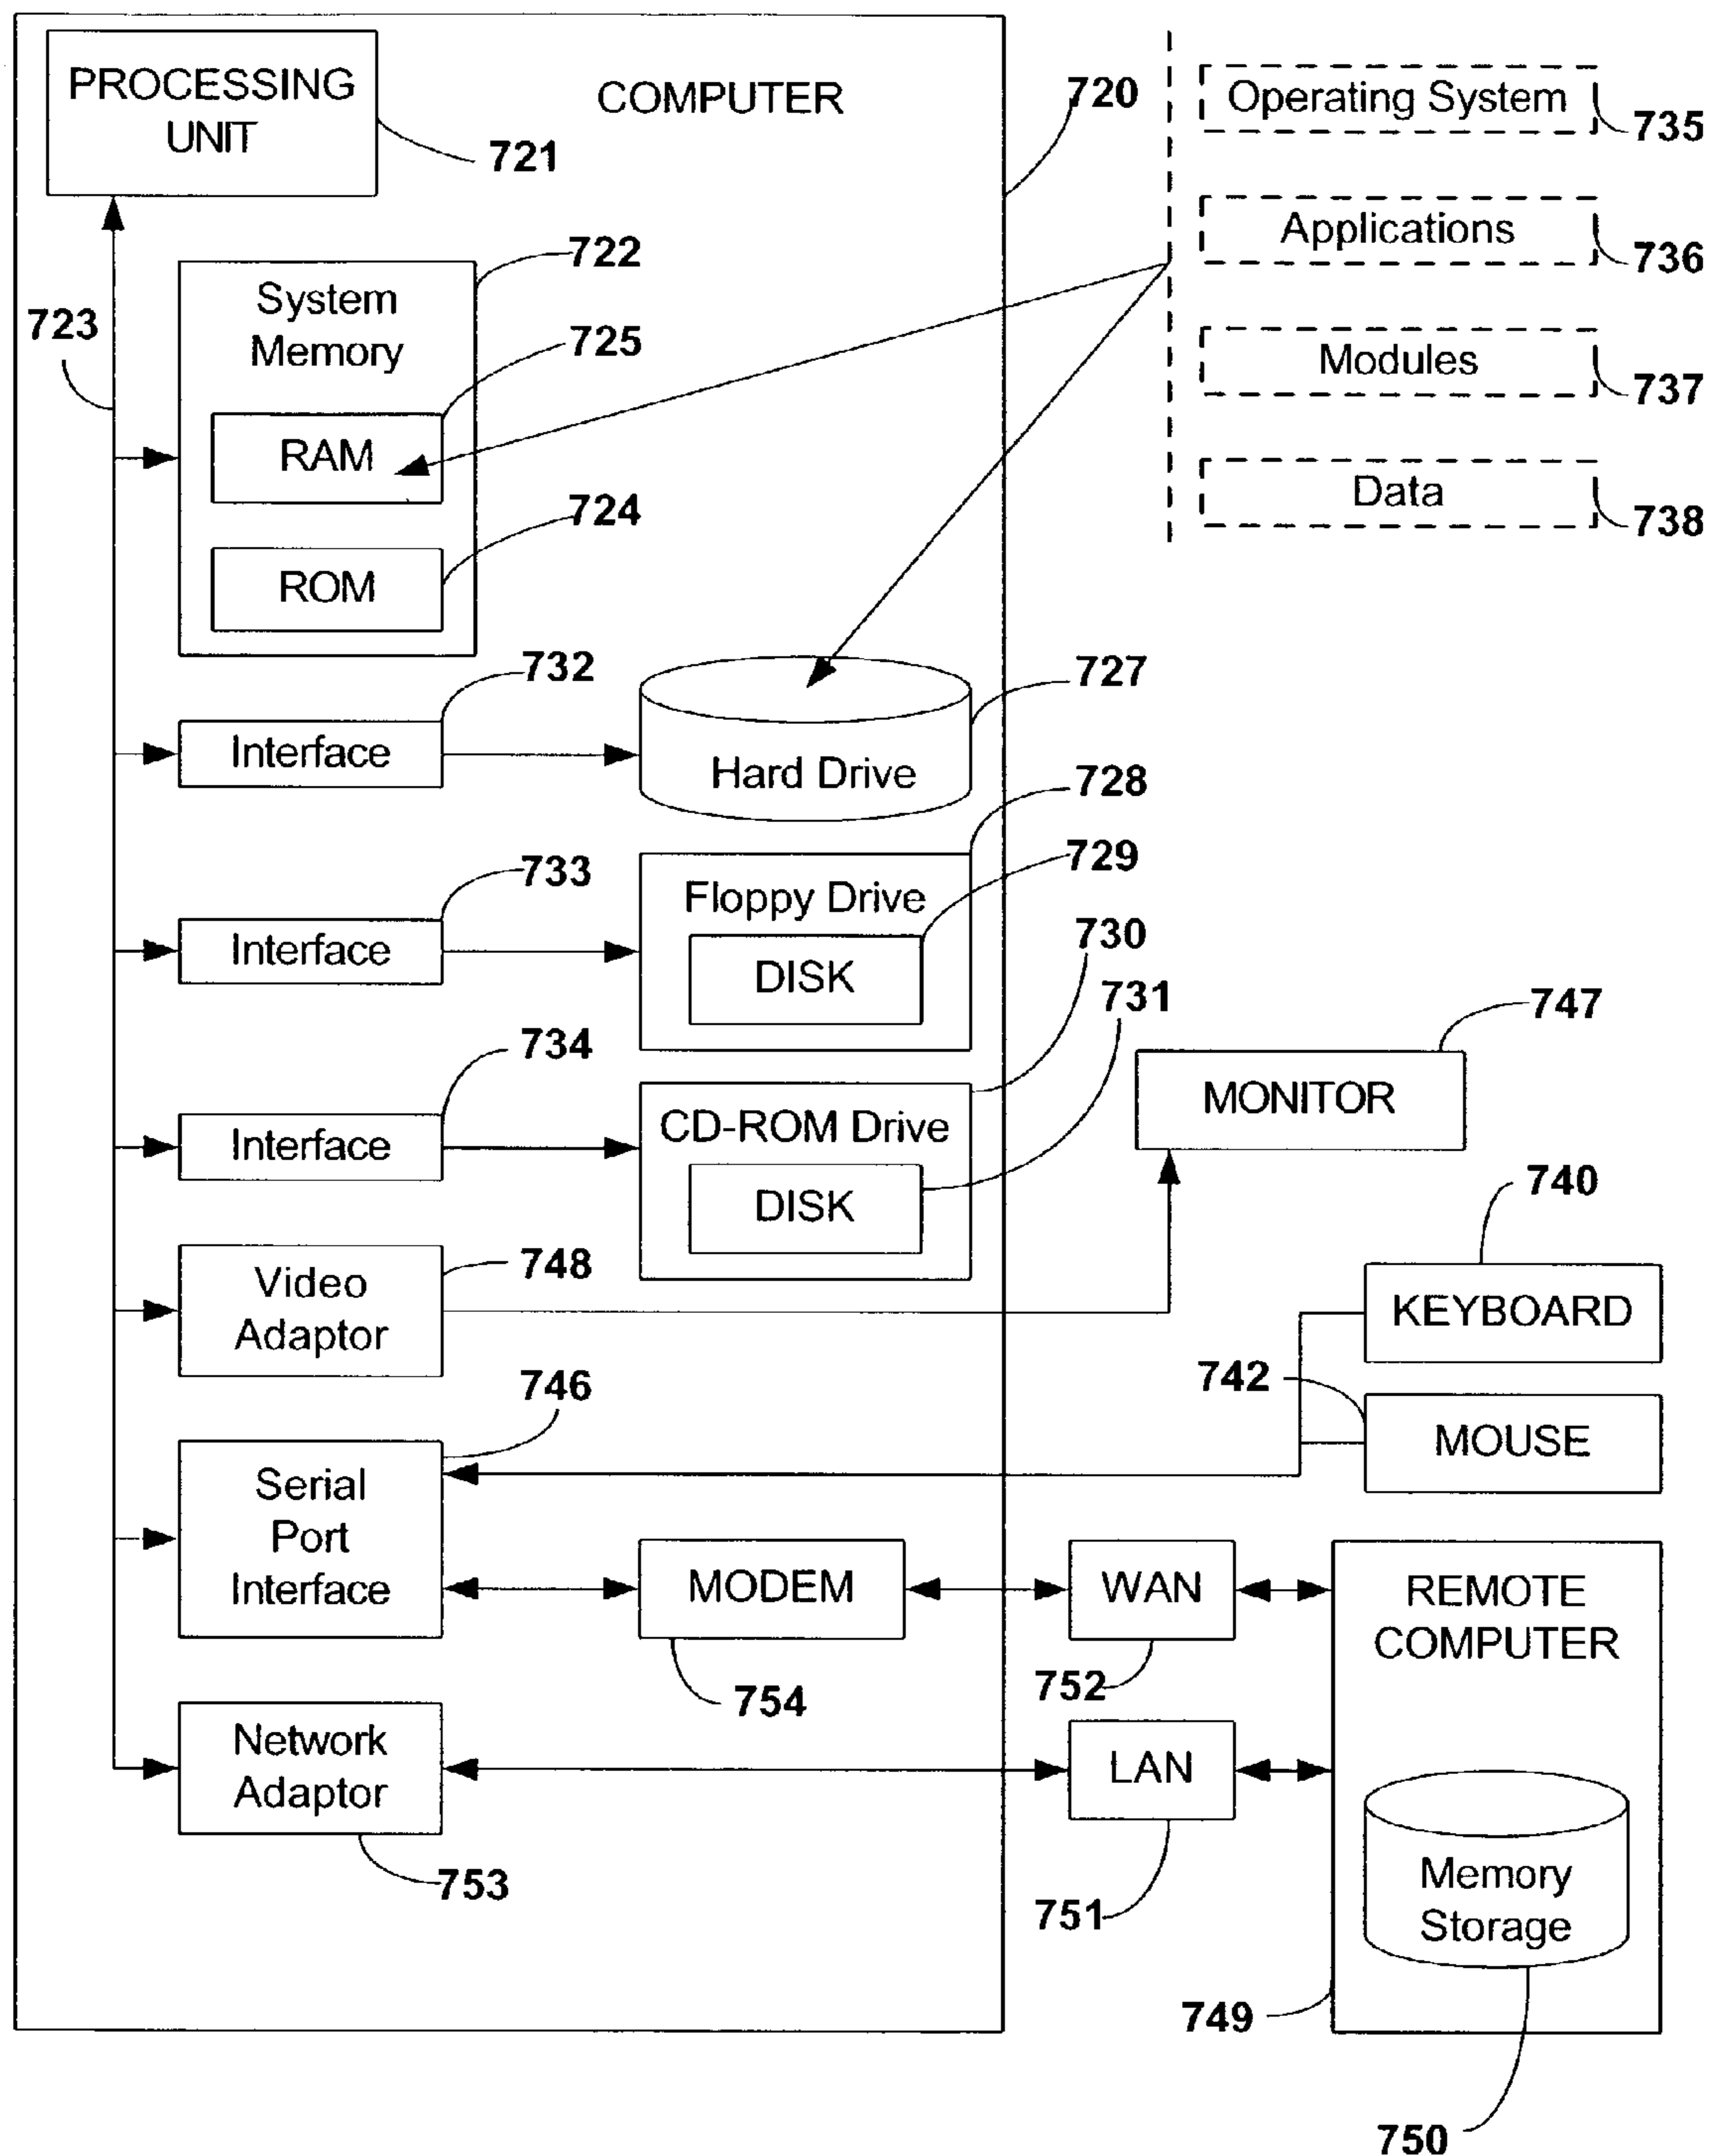 PROCESSING
UNIT
721
COMPUTER
720
Operating System
735
Applications
736
Modules
737
Data
738
723
722
System
Memory
725
RAM
724
ROM
732
Interface
727
Hard Drive
733
Interface
728
729
Floppy Drive
DISK
734
Interface
730
731
CD-ROM Drive
DISK
747
MONITOR
748
Video
Adaptor
740
KEYBOARD
742
MOUSE
746
Serial
Port
Interface
MODEM
754
WAN
752
REMOTE
COMPUTER
Network
Adaptor
753
LAN
751
Memory
Storage
749
750